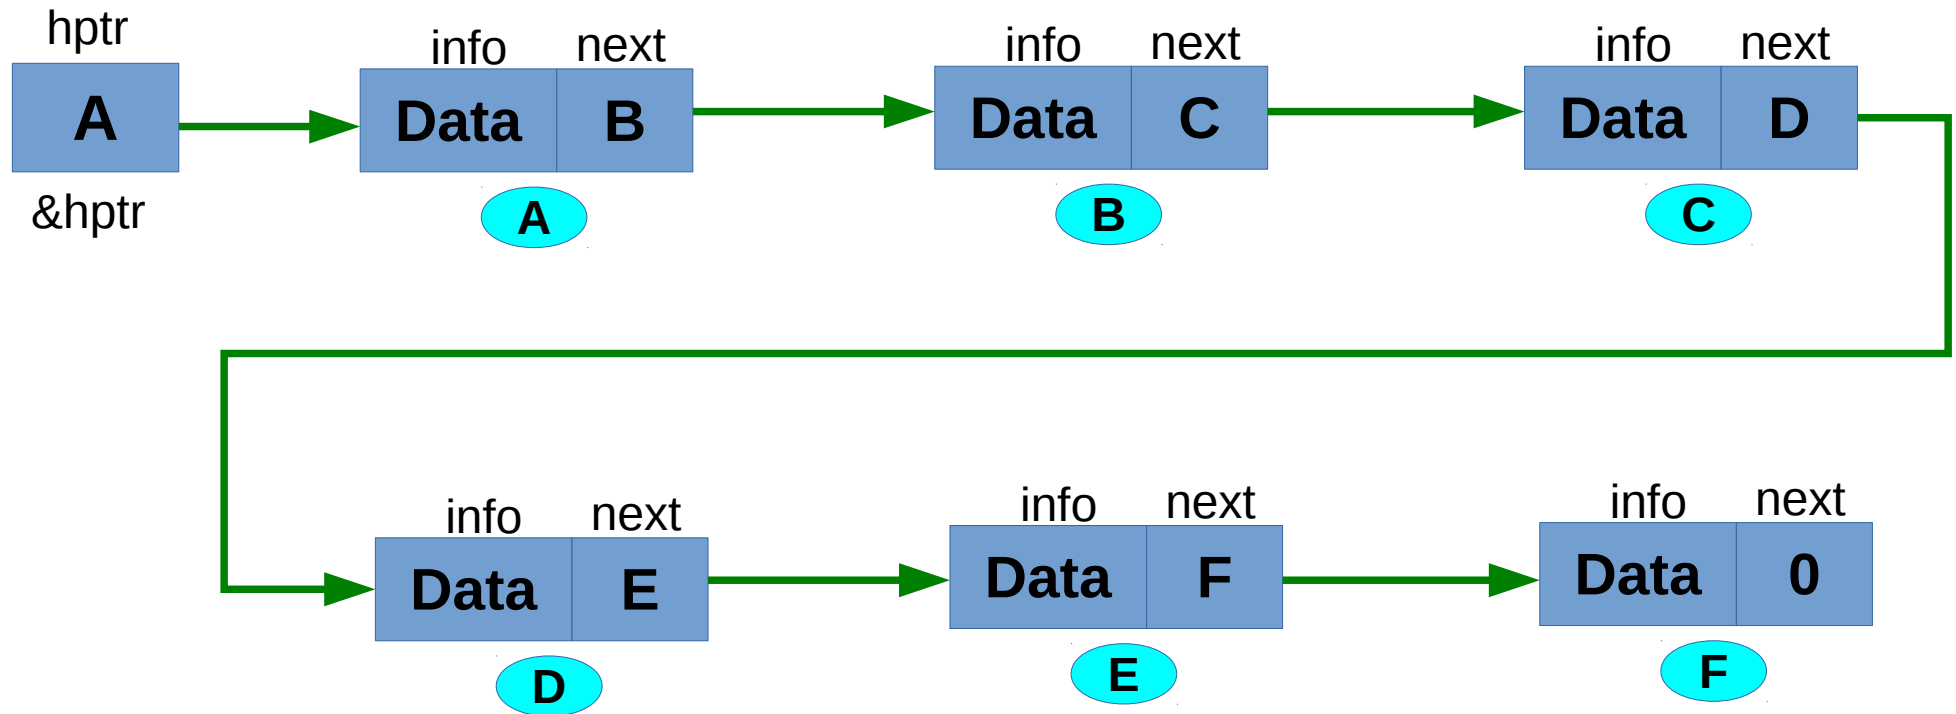 hptr
info next info next info next
A Data B Data C Data D
&hptr A B C
info next info next info next
Data E Data F Data 0
D E F